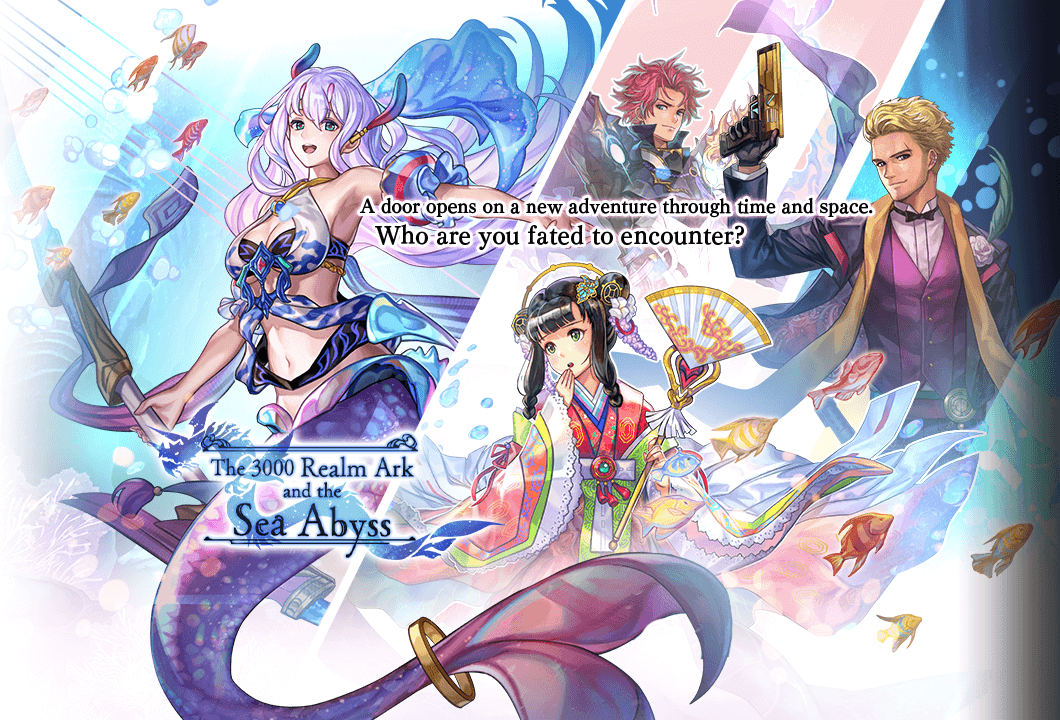 A door opens on a new adventure through time and space.
Who are you fated to encounter?
The 3000 Realm Ark
and the
Sea Abyss